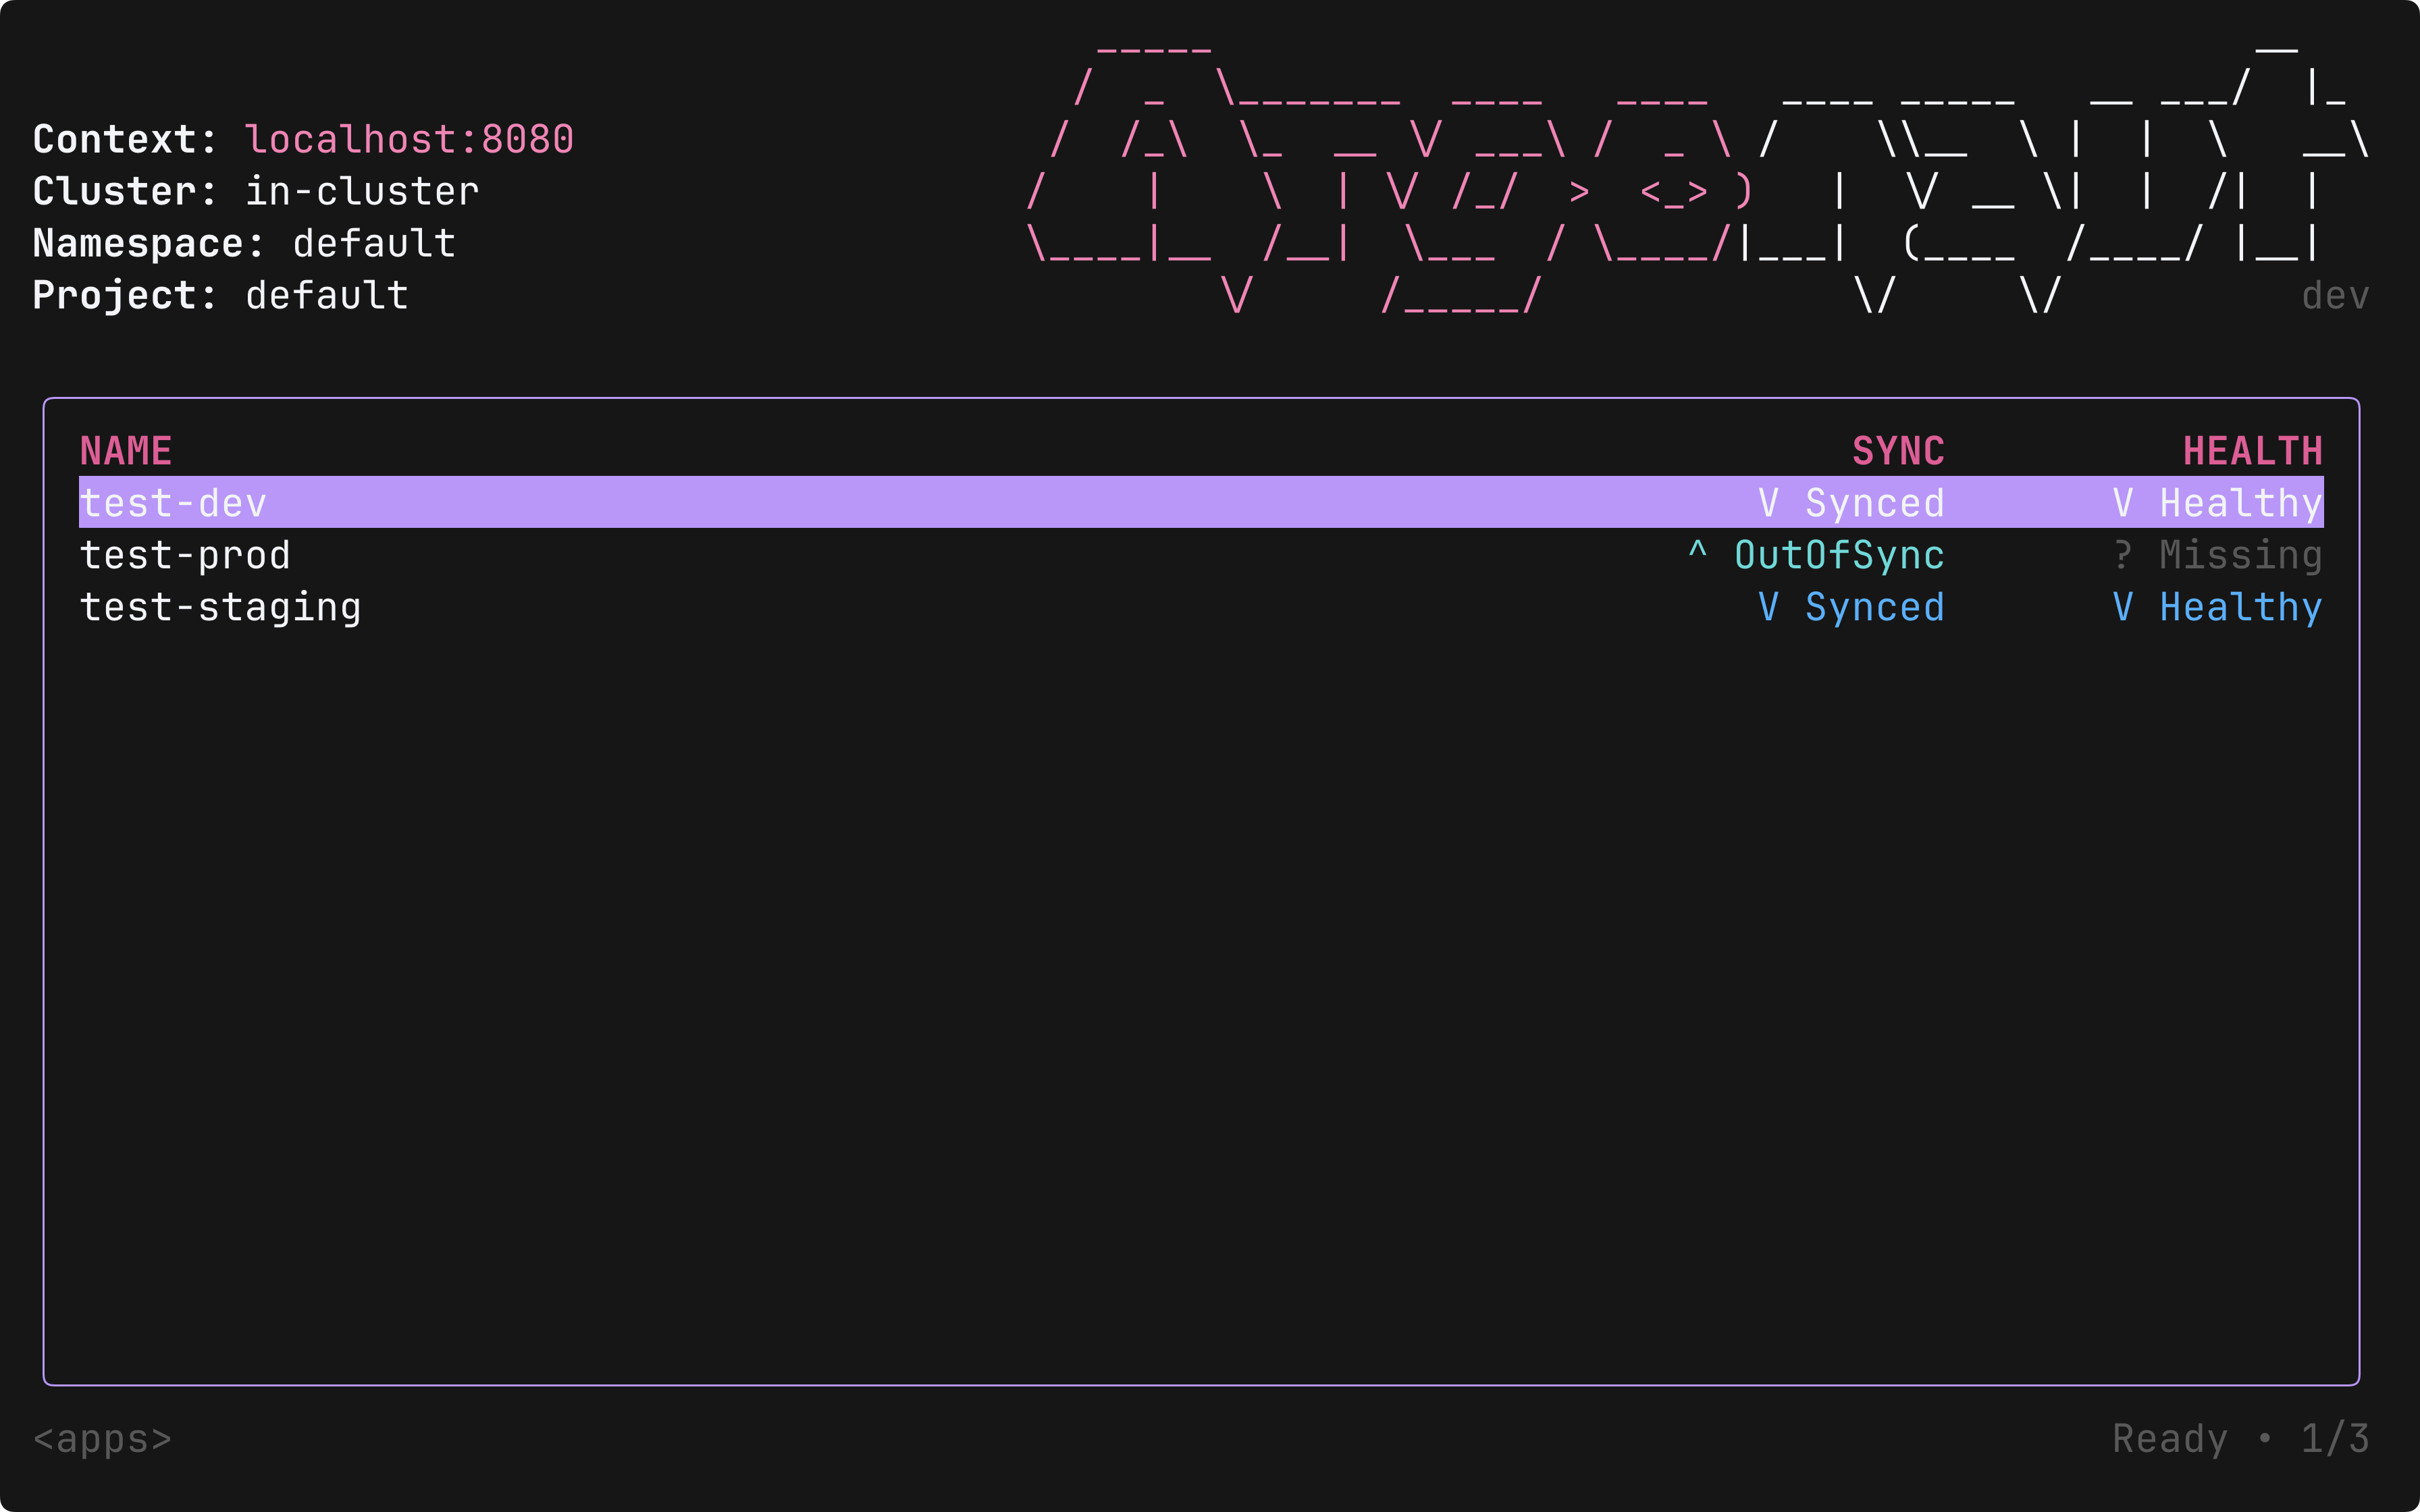 Argonaut
Context: localhost:8080
Cluster: in-cluster
Namespace: default
Project: default
dev
NAME SYNC HEALTH
test-dev V Synced V Healthy
test-prod ^ OutOfSync ? Missing
test-staging V Synced V Healthy
<apps> Ready • 1/3